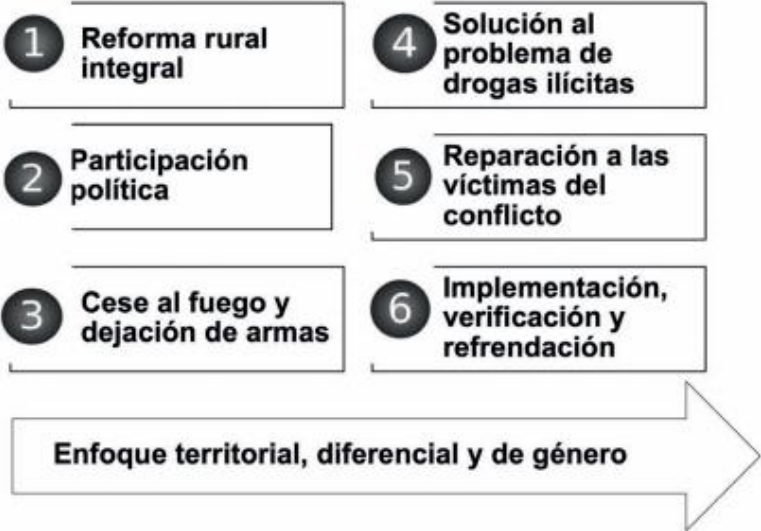 1
Reforma rural
integral
2
Participación
política
3
Cese al fuego y
dejación de armas
4
Solución al
problema de
drogas ilícitas
5
Reparación a las
víctimas del
conflicto
6
Implementación,
verificación y
refrendación
Enfoque territorial, diferencial y de género